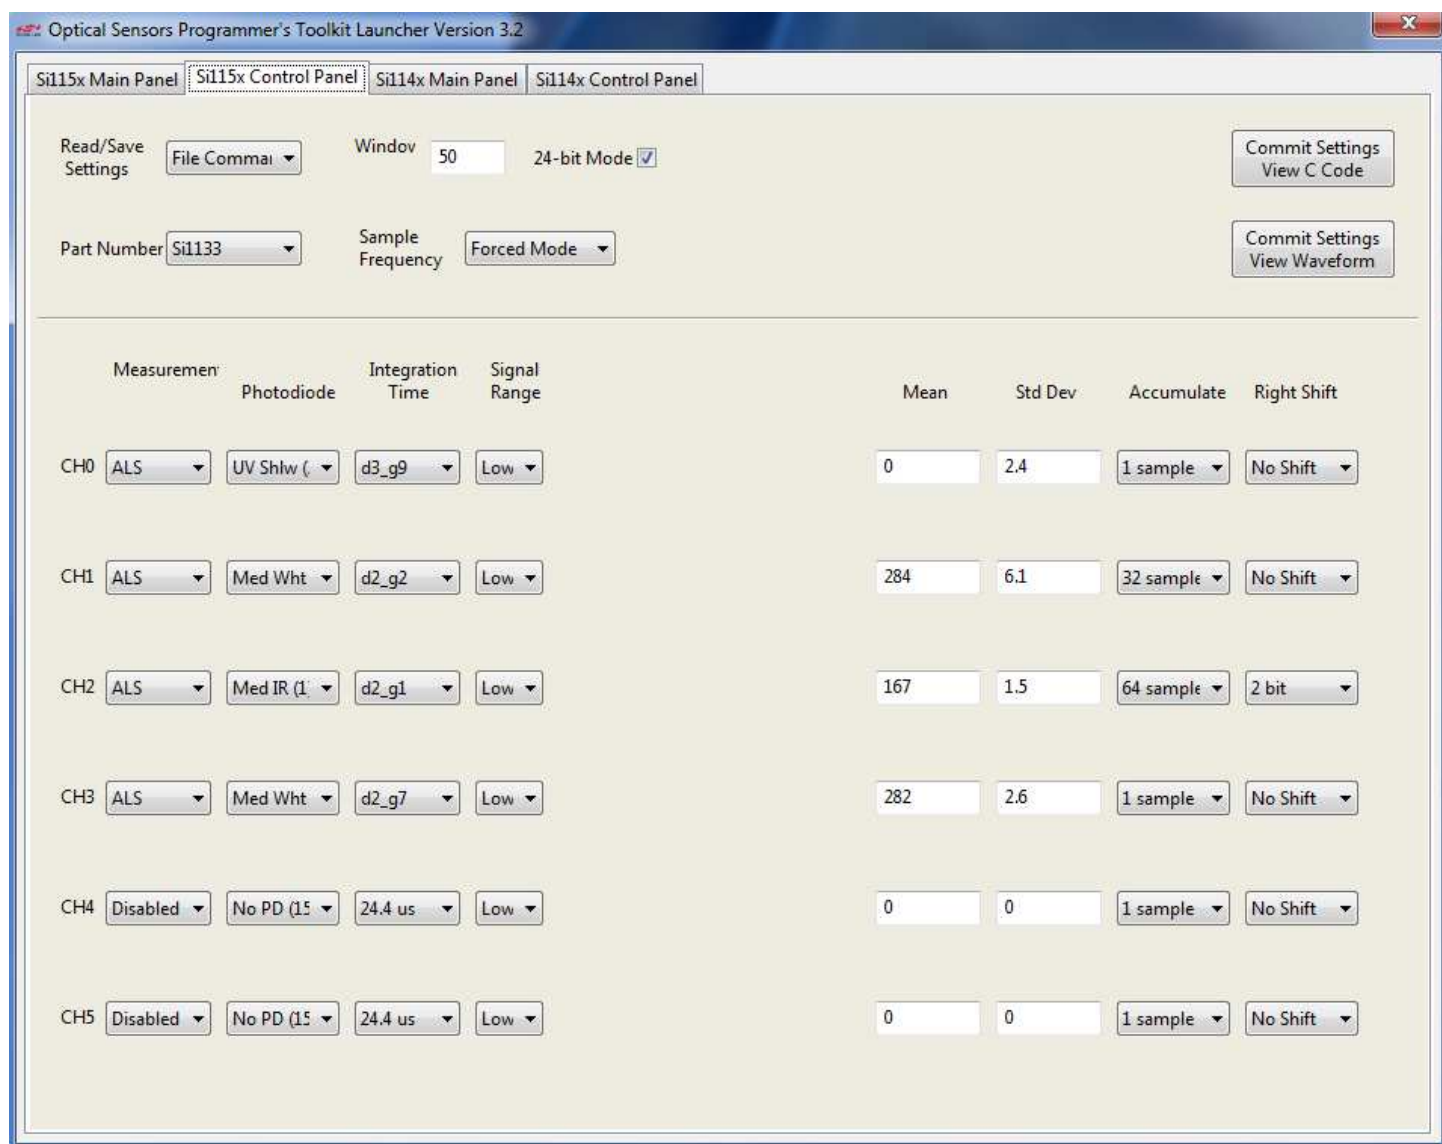 Optical Sensors Programmer's Toolkit Launcher Version 3.2
Si115x Main Panel Si115x Control Panel Si114x Main Panel Si114x Control Panel
Read/Save
Settings
File Commai
Windov
50
24-bit Mode
Commit Settings
View C Code
Part Number
Si1133
Sample
Frequency
Forced Mode
Commit Settings
View Waveform
Measuremen
Photodiode
Integration
Time
Signal
Range
Mean
Std Dev
Accumulate
Right Shift
CH0 ALS UV Shlw (. d3_g9 Low 0 2.4 1 sample No Shift
CH1 ALS Med Wht d2_g2 Low 284 6.1 32 sample No Shift
CH2 ALS Med IR (1 d2_g1 Low 167 1.5 64 sample 2 bit
CH3 ALS Med Wht d2_g7 Low 282 2.6 1 sample No Shift
CH4 Disabled No PD (15 24.4 us Low 0 0 1 sample No Shift
CH5 Disabled No PD (15 24.4 us Low 0 0 1 sample No Shift